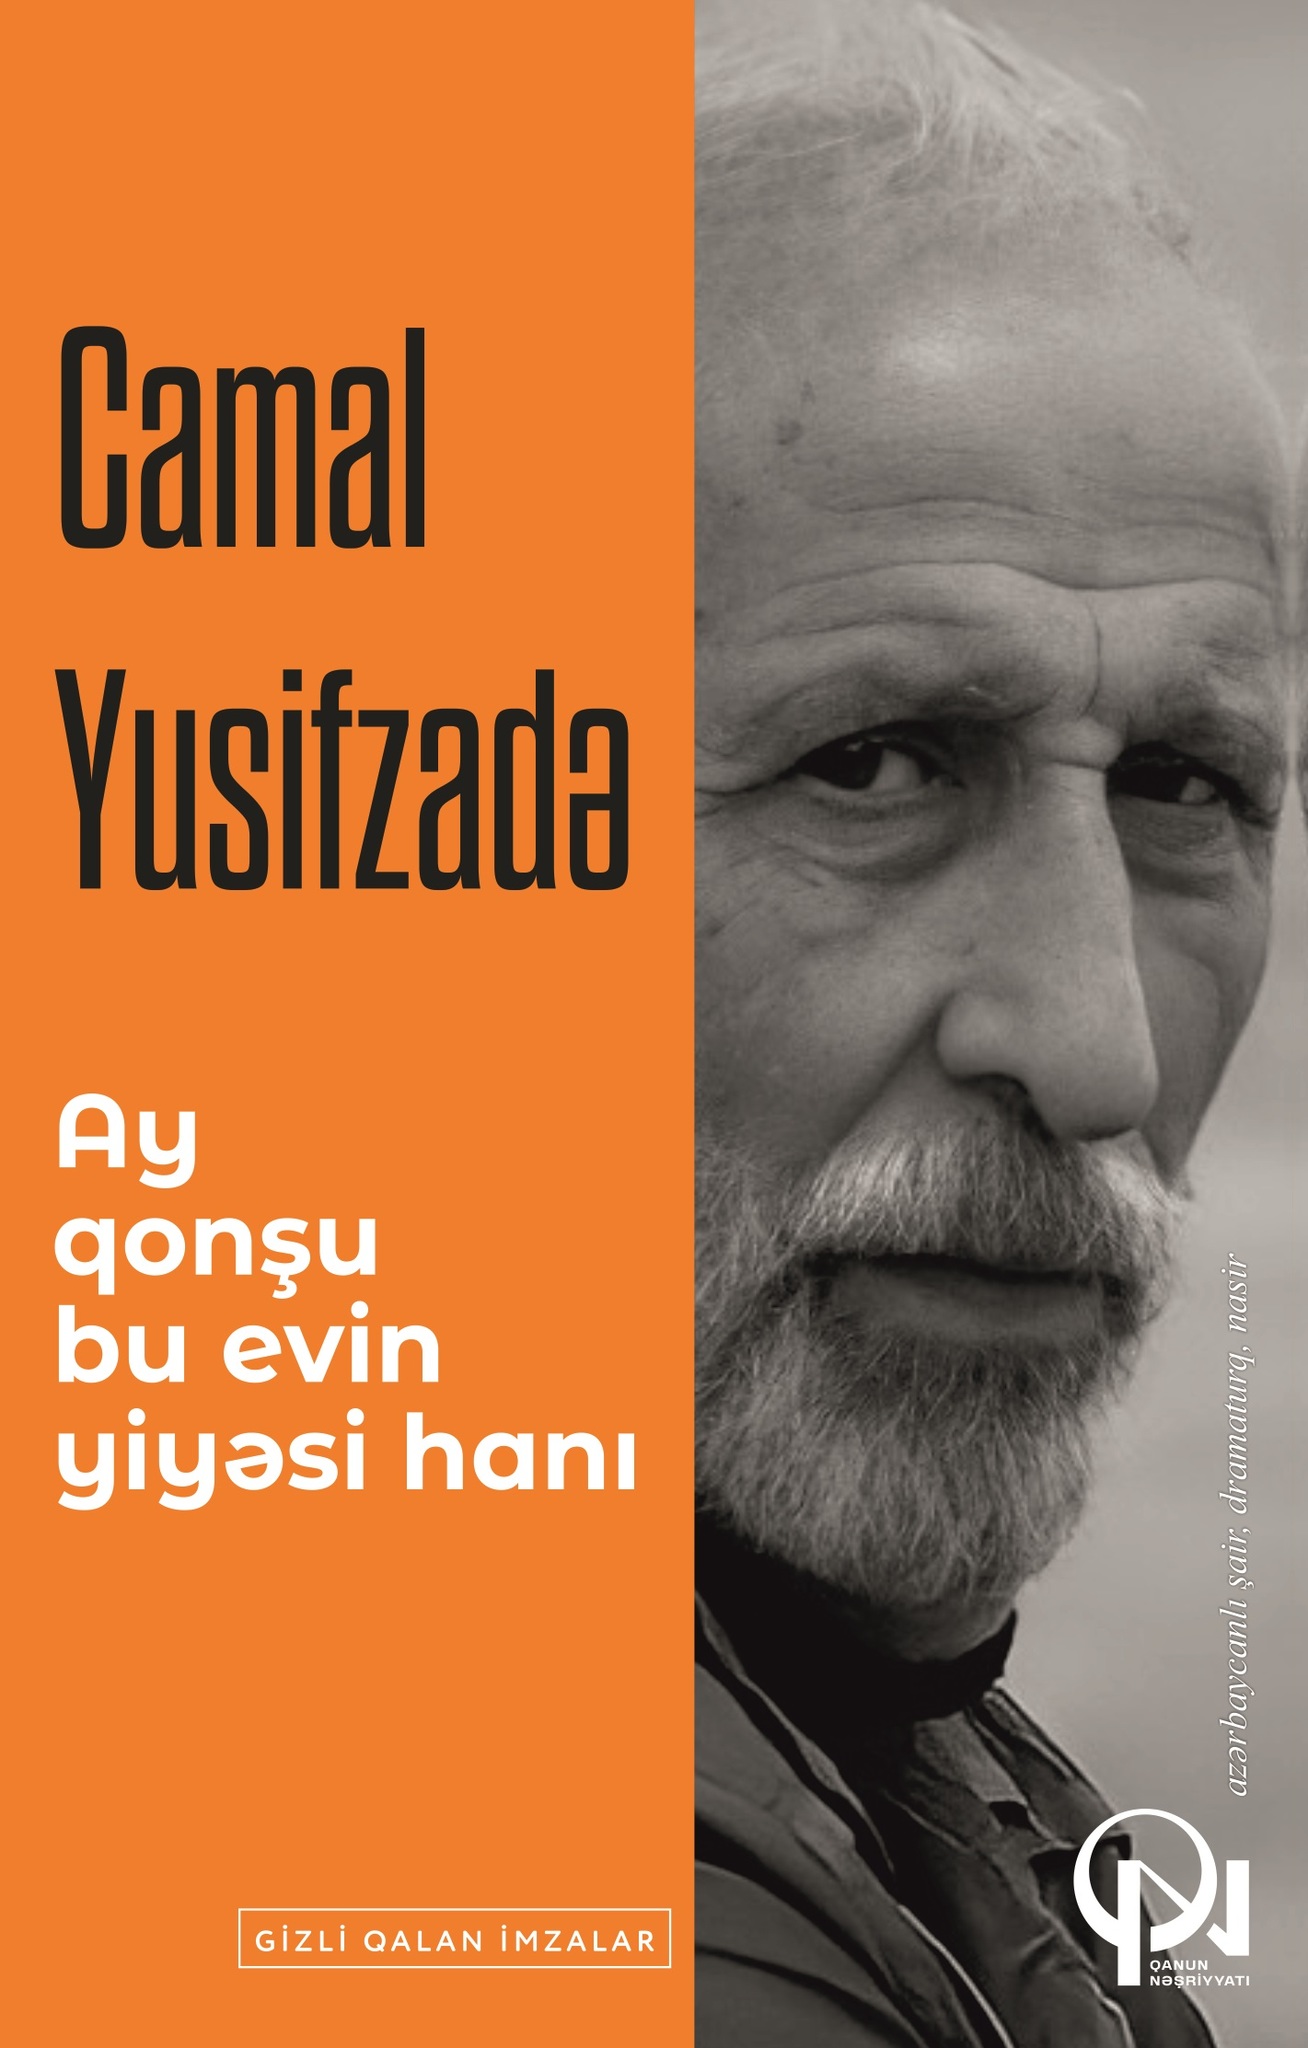 Camal
Yusifzadə
Ay
qonşu
bu evin
yiyəsi hanı
azərbaycanlı şair, dramaturq, nasir
GİZLİ QALAN İMZALAR
QANUN
NƏŞRİYYATI